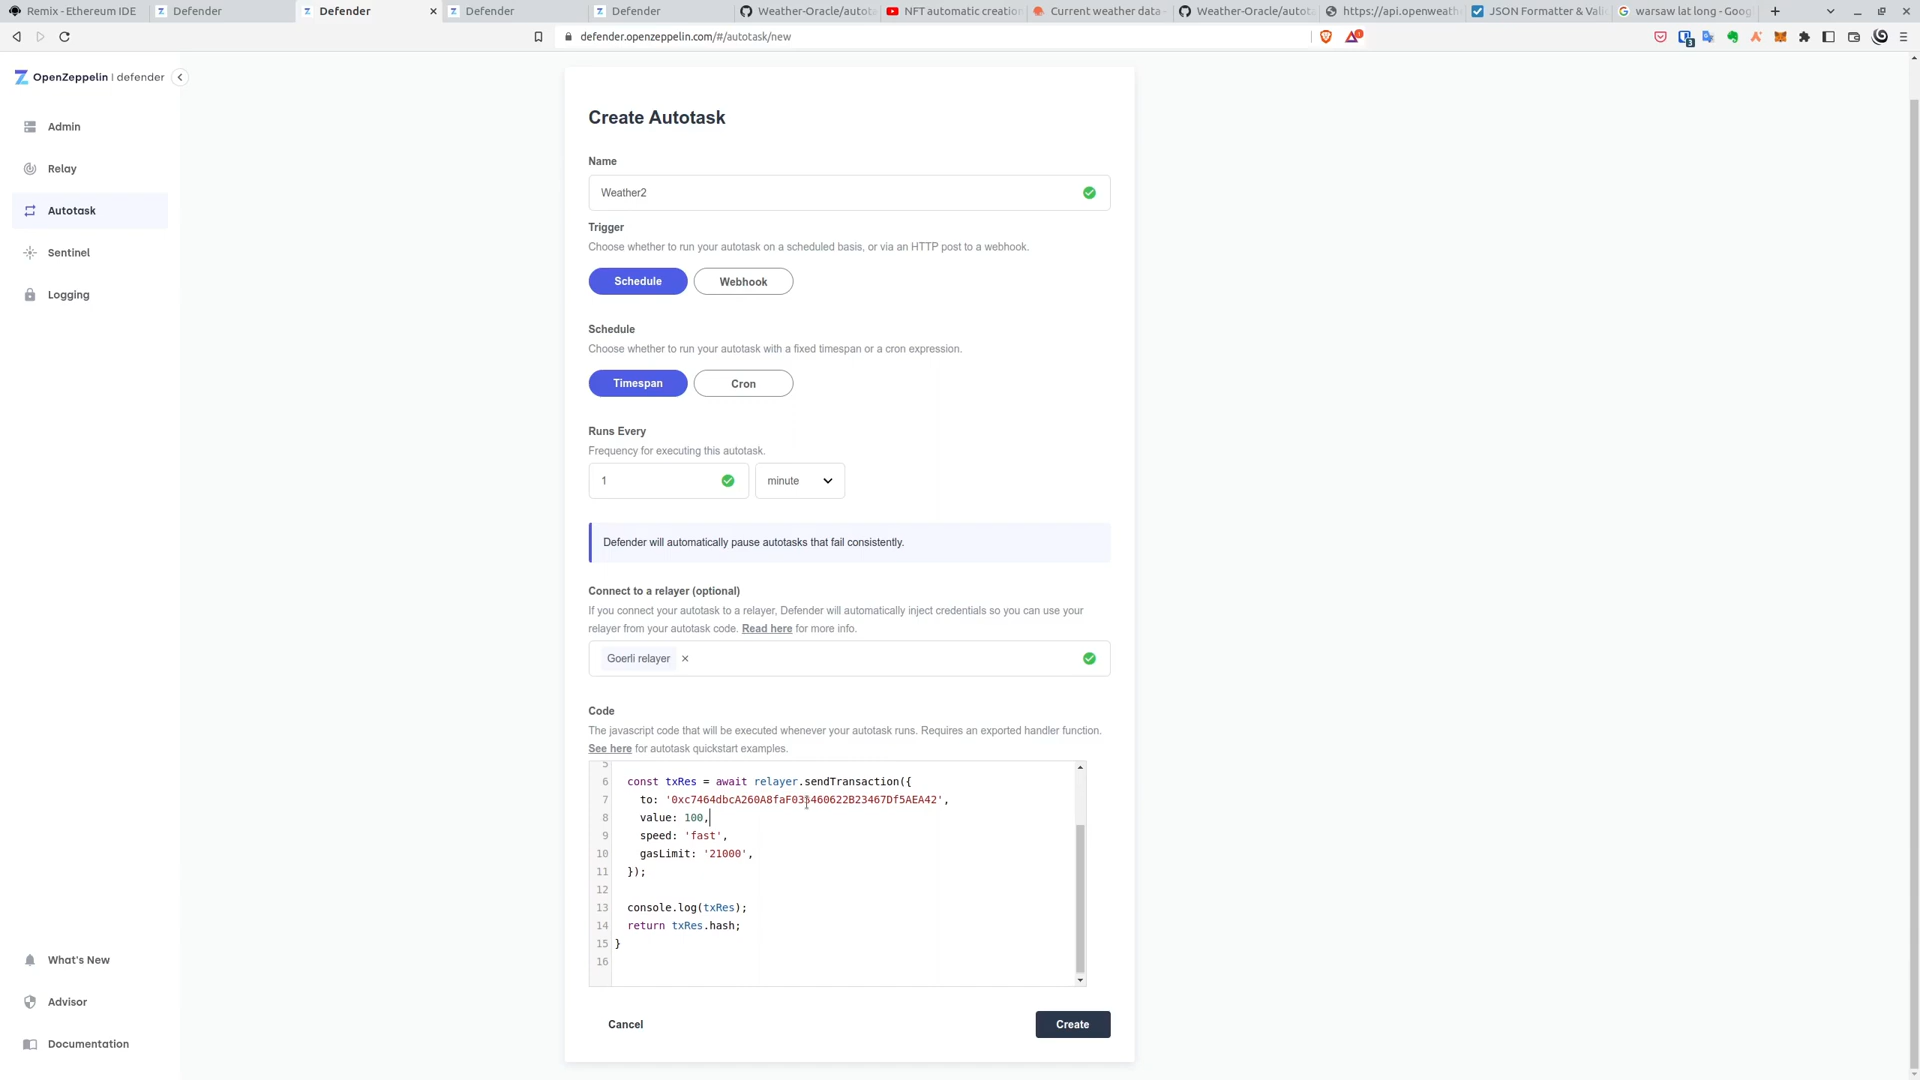 Remix - Ethereum IDE
Defender
Defender
Defender
Defender
Weather-Oracle/autota
NFT automatic creation
Current weather data -
Weather-Oracle/autota
https://api.openweath
JSON Formatter & Vali
warsaw lat long - Goog
defender.openzeppelin.com/#/autotask/new
OpenZeppelin | defender
Admin
Relay
Autotask
Sentinel
Logging
What's New
Advisor
Documentation
Create Autotask
Name
Weather2
Trigger
Choose whether to run your autotask on a scheduled basis, or via an HTTP post to a webhook.
Schedule
Webhook
Schedule
Choose whether to run your autotask with a fixed timespan or a cron expression.
Timespan
Cron
Runs Every
Frequency for executing this autotask.
1
minute
Defender will automatically pause autotasks that fail consistently.
Connect to a relayer (optional)
If you connect your autotask to a relayer, Defender will automatically inject credentials so you can use your
relayer from your autotask code. Read here for more info.
Goerli relayer ×
Code
The javascript code that will be executed whenever your autotask runs. Requires an exported handler function.
See here for autotask quickstart examples.
5
6 const txRes = await relayer.sendTransaction({
7 to: '0xc7464dbcA260A8faF033460622B23467Df5AEA42',
8 value: 100,
9 speed: 'fast',
10 gasLimit: '21000',
11 });
12
13 console.log(txRes);
14 return txRes.hash;
15 }
16
Cancel
Create